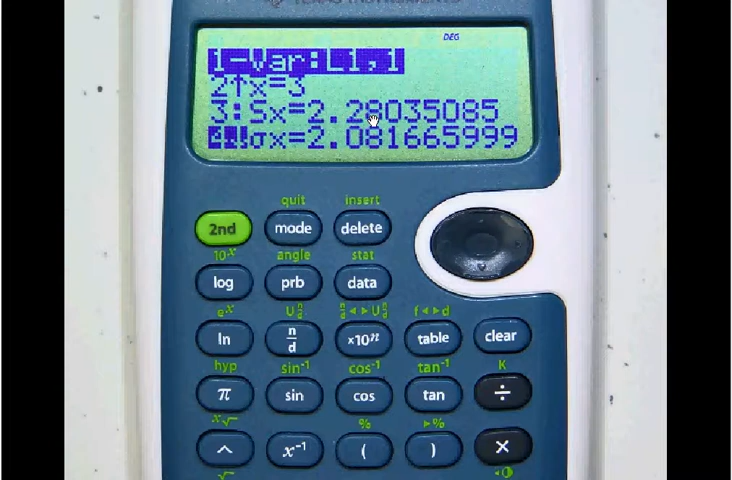 DEG
1-Var:L1,1
2↑x=3
3:Sx=2.28035085
4↓σx=2.081665999
quit insert
2nd mode delete
10ˣ angle stat
log prb data
eˣ U n/d n/d ◄► U n/d f ◄► d
ln n/d ×10ⁿ table clear
hyp sin⁻¹ cos⁻¹ tan⁻¹ K
π sin cos tan ÷
ˣ√ % ►%
^ x⁻¹ ( ) ×
√